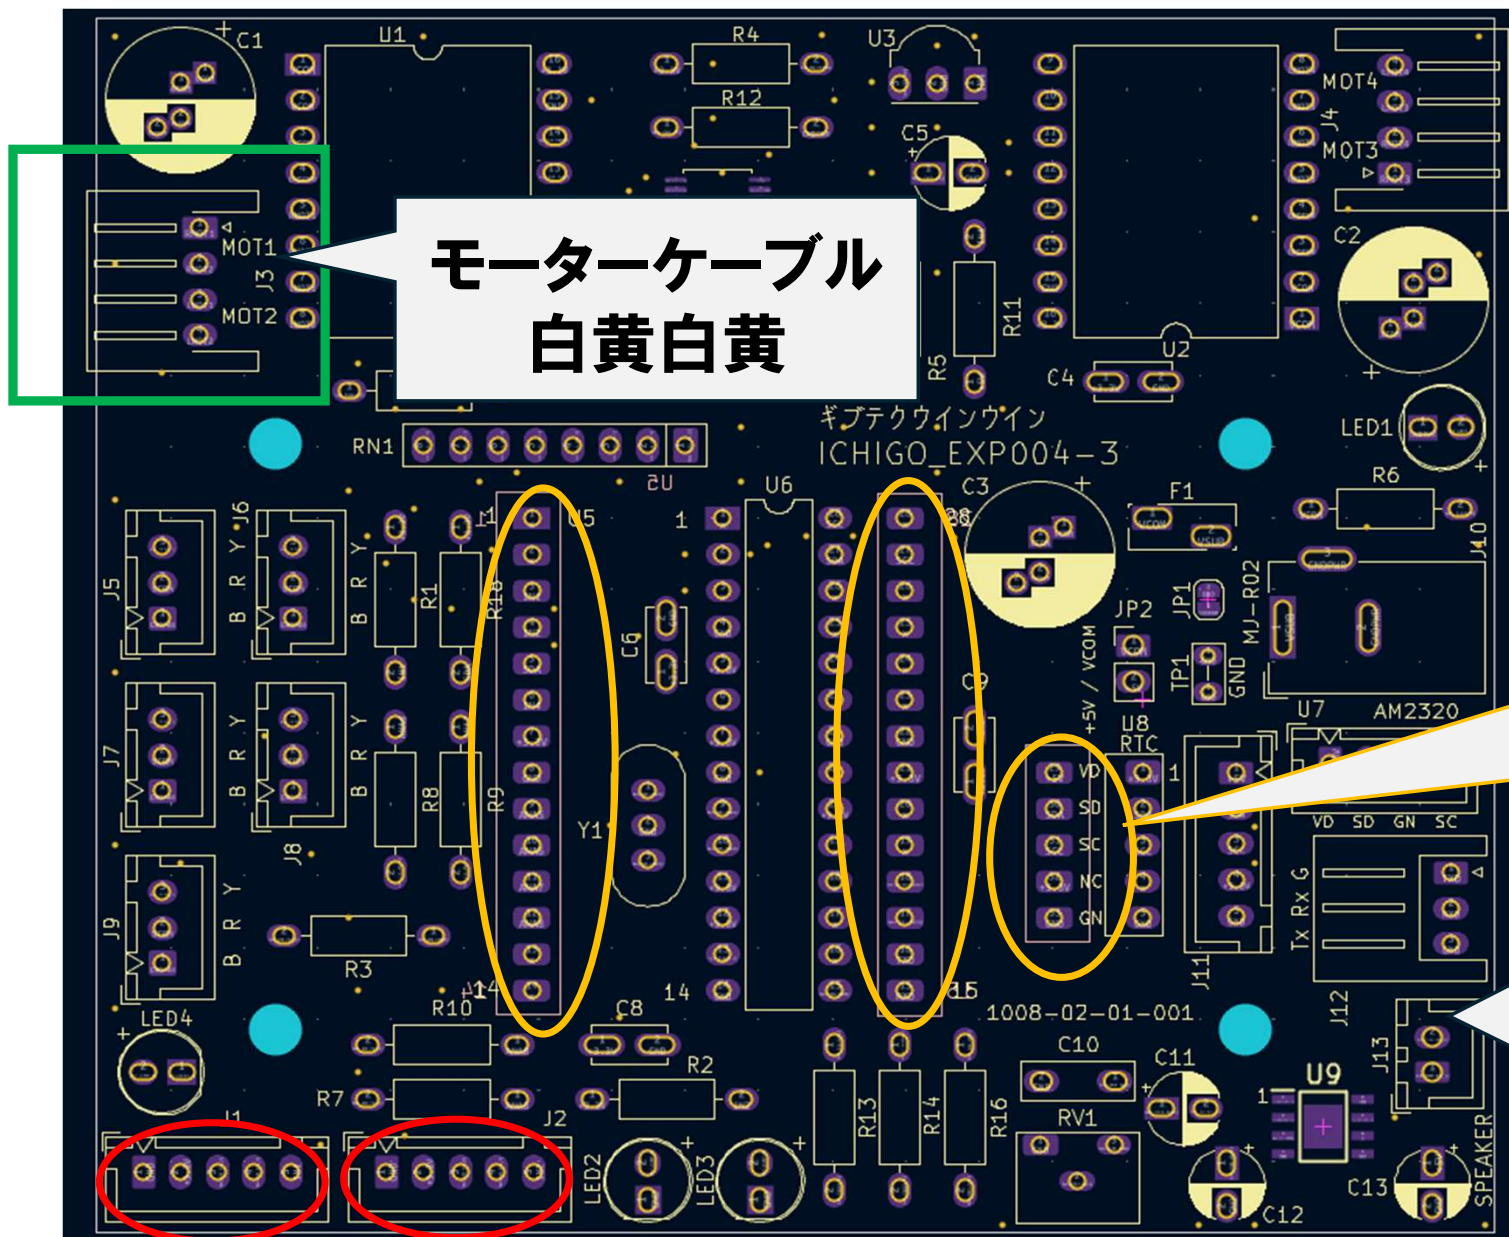 C1
U1
R4
U3
MOT4
R12
J4
C5
MOT3
モーターケーブル
白黄白黄
MOT1
J3
MOT2
C2
R11
R5
C4
U2
ギブテクウインウイン
ICHIGO_EXP004-3
LED1
RN1
U5
U6
C3
F1
R6
J10
1
U5
1
J6
J5
B R Y
B R Y
R1
C6
JP2
JP1
MJ-R02
TP1
GND
+5V / VCOM
C9
U8
RTC
U7
AM2320
J7
B R Y
B R Y
R8
R9
J8
Y1
VD
SD
SC
NC
GN
1
VD SD GN SC
Tx Rx G
J9
B R Y
R3
14
J11
J12
1008-02-01-001
LED4
R10
C8
R7
R2
J13
C10
C11
U9
1
R13
R14
R16
RV1
J1
J2
LED2
LED3
C12
C13
SPEAKER